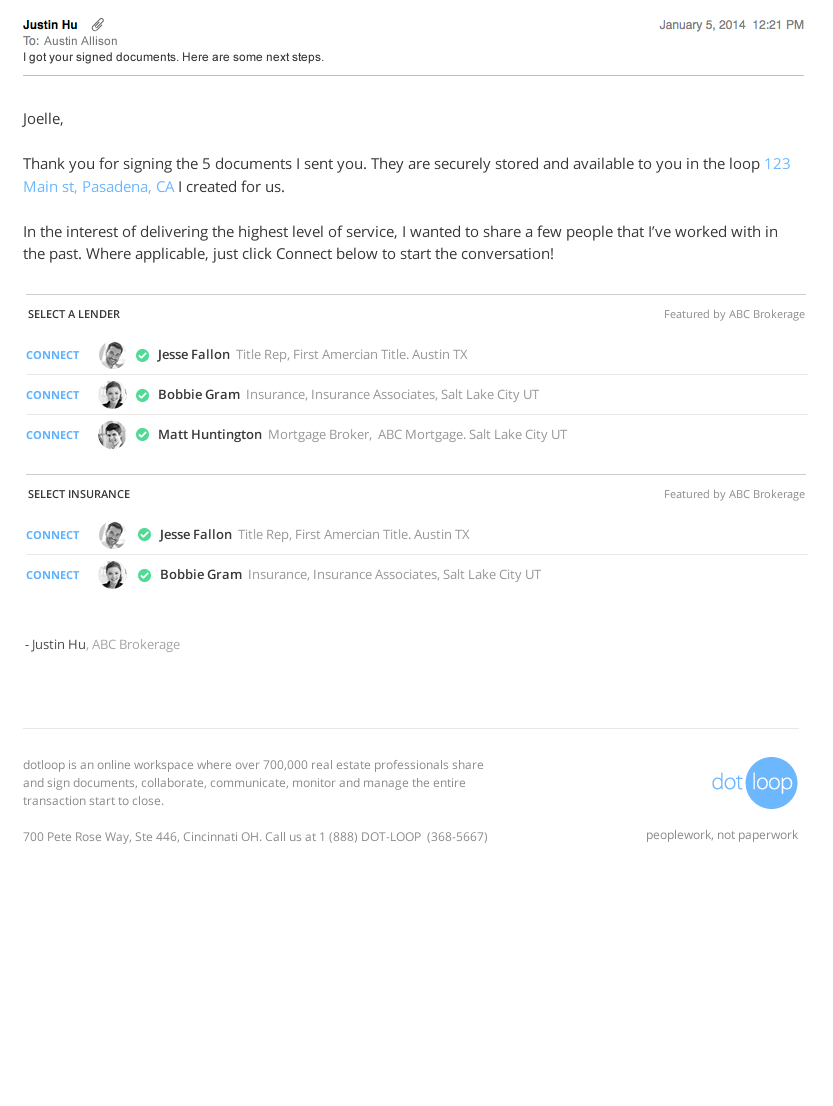 Justin Hu
January 5, 2014 12:21 PM
To: Austin Allison
I got your signed documents. Here are some next steps.
Joelle,
Thank you for signing the 5 documents I sent you. They are securely stored and available to you in the loop 123
Main st, Pasadena, CA I created for us.
In the interest of delivering the highest level of service, I wanted to share a few people that I've worked with in
the past. Where applicable, just click Connect below to start the conversation!
SELECT A LENDER
Featured by ABC Brokerage
CONNECT Jesse Fallon Title Rep, First Amercian Title. Austin TX
CONNECT Bobbie Gram Insurance, Insurance Associates, Salt Lake City UT
CONNECT Matt Huntington Mortgage Broker, ABC Mortgage. Salt Lake City UT
SELECT INSURANCE
Featured by ABC Brokerage
CONNECT Jesse Fallon Title Rep, First Amercian Title. Austin TX
CONNECT Bobbie Gram Insurance, Insurance Associates, Salt Lake City UT
- Justin Hu, ABC Brokerage
dotloop is an online workspace where over 700,000 real estate professionals share
and sign documents, collaborate, communicate, monitor and manage the entire
transaction start to close.
dot loop
700 Pete Rose Way, Ste 446, Cincinnati OH. Call us at 1 (888) DOT-LOOP (368-5667)
peoplework, not paperwork